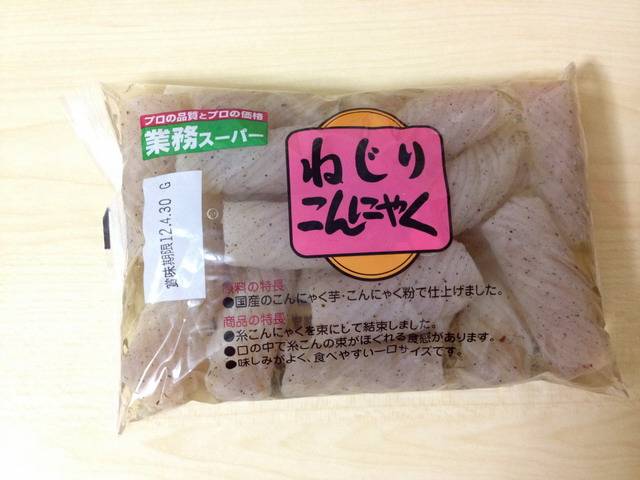 プロの品質とプロの価格
業務スーパー
ねじり
こんにゃく
賞味期限12.4.30 G
原料の特長
●国産のこんにゃく芋・こんにゃく粉で仕上げました。
商品の特長
●糸こんにゃくを束にして結束しました。
●口の中で糸こんの束がほぐれる食感があります。
●味しみがよく、食べやすい一口サイズです。